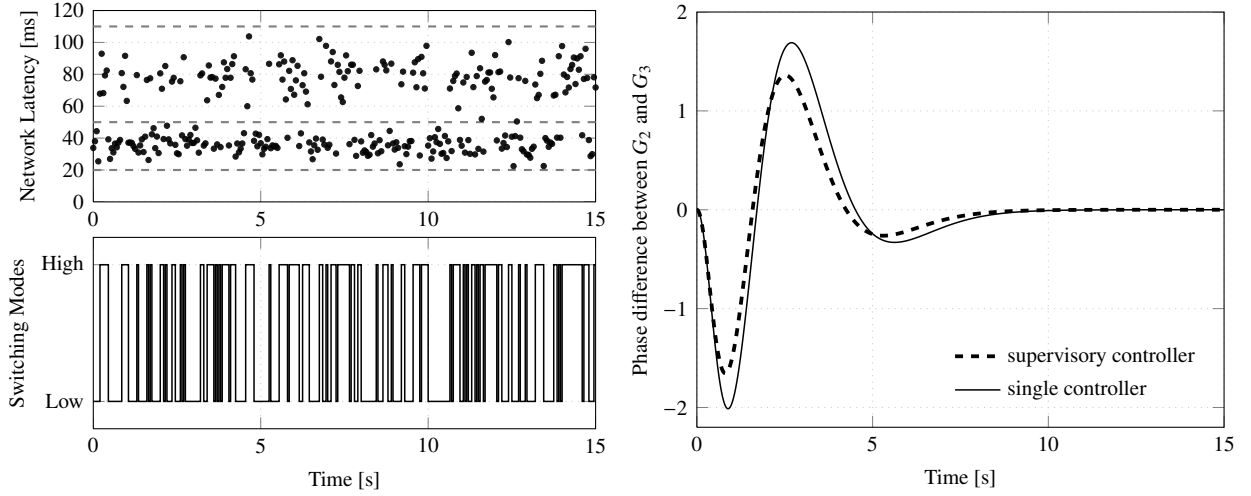 120
100
80
60
40
20
0
Network Latency [ms]
0 5 10 15
High
Low
Switching Modes
0 5 10 15
Time [s]
2
1
0
−1
−2
Phase difference between G2 and G3
supervisory controller
single controller
0 5 10 15
Time [s]